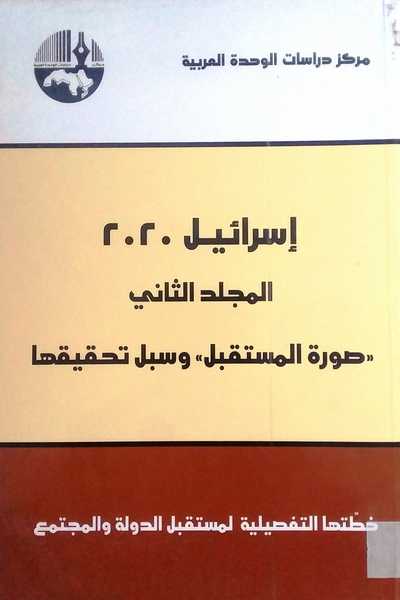 مركز دراسات الوحدة العربية
إسرائيل ٢٠٢٠
المجلد الثاني
«صورة المستقبل» وسبل تحقيقها
خطّتها التفصيلية لمستقبل الدولة والمجتمع